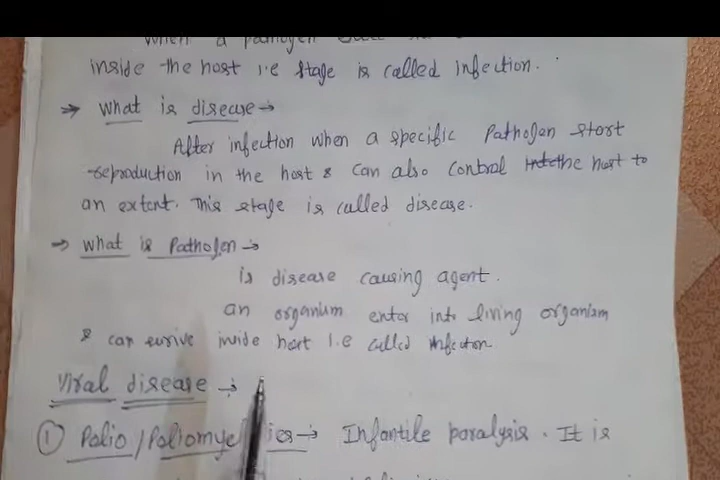 when a pathogen
inside the host i.e stage is called infection.
⇒ what is disease →
After infection when a specific Pathogen start
reproduction in the host & can also control the host to
an extent. This stage is called disease.
⇒ what is Pathogen →
is disease causing agent.
an organium enter into living organism
& can survive inside host i.e called infection
Viral disease →
① Polio / → Infantile paralysis. It is